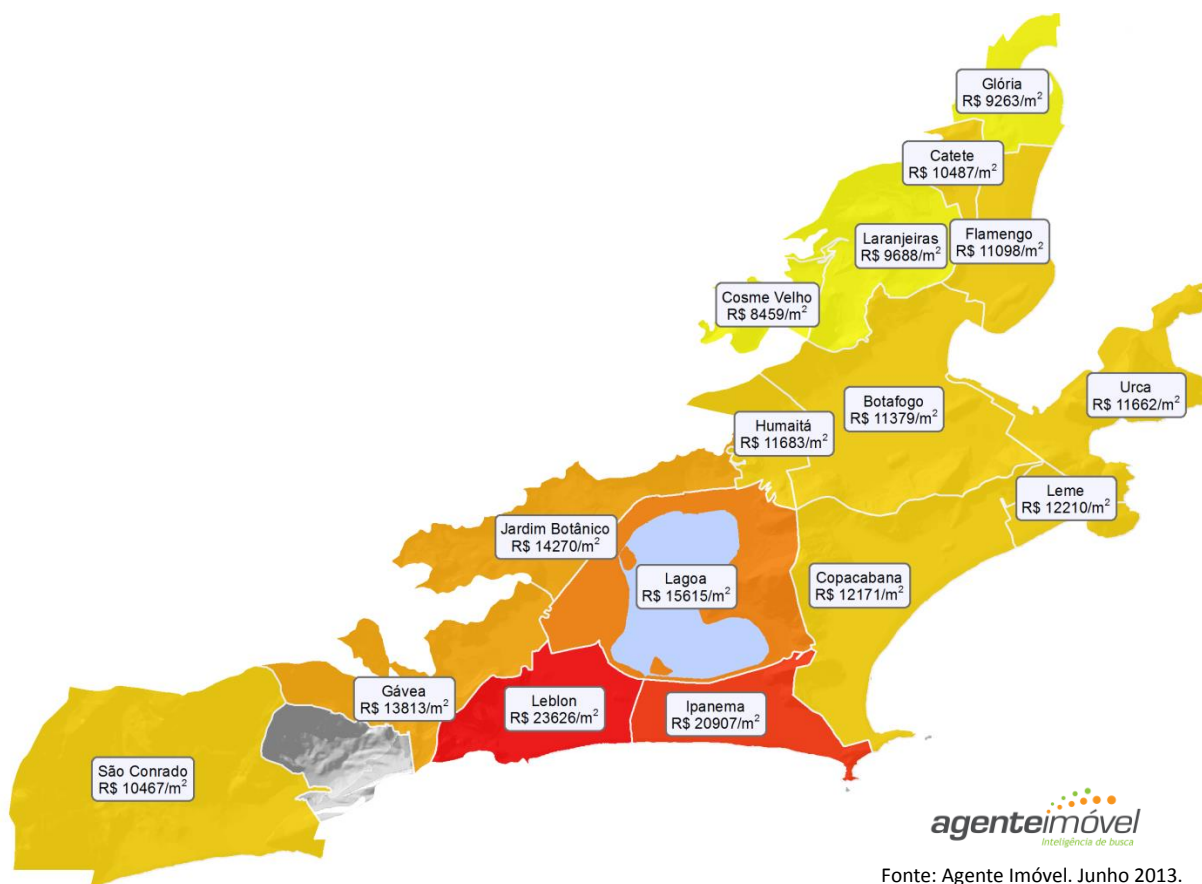 Glória
R$ 9263/m²
Catete
R$ 10487/m²
Laranjeiras
R$ 9688/m²
Flamengo
R$ 11098/m²
Cosme Velho
R$ 8459/m²
Urca
R$ 11662/m²
Botafogo
R$ 11379/m²
Humaitá
R$ 11683/m²
Leme
R$ 12210/m²
Jardim Botânico
R$ 14270/m²
Lagoa
R$ 15615/m²
Copacabana
R$ 12171/m²
Gávea
R$ 13813/m²
Leblon
R$ 23626/m²
Ipanema
R$ 20907/m²
São Conrado
R$ 10467/m²
agenteimóvel
Inteligência de busca
Fonte: Agente Imóvel. Junho 2013.